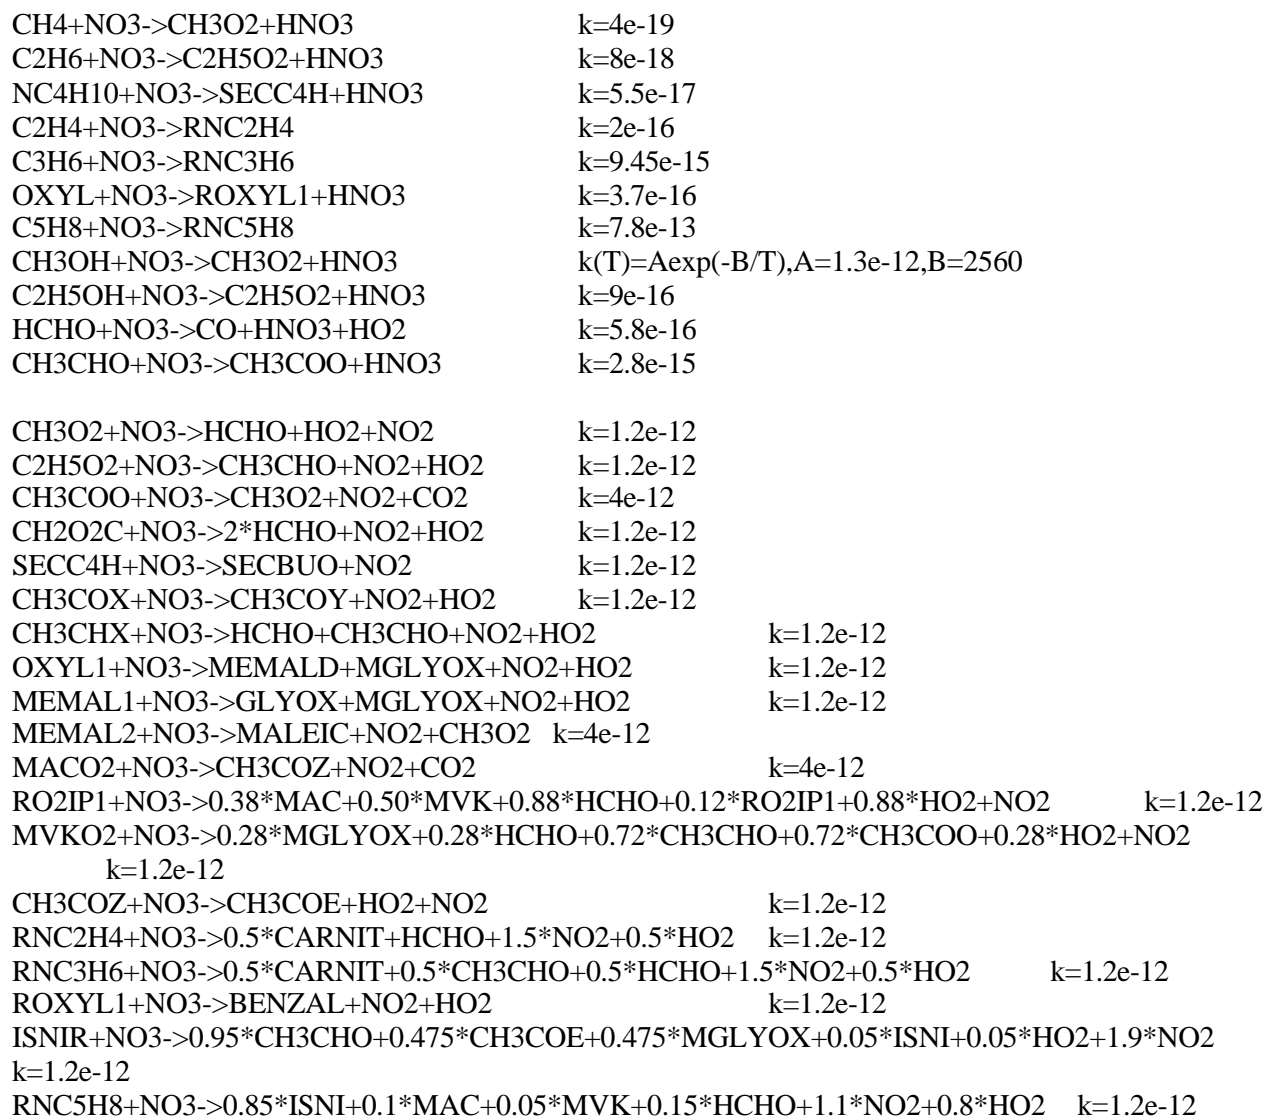 CH4+NO3->CH3O2+HNO3 k=4e-19
C2H6+NO3->C2H5O2+HNO3 k=8e-18
NC4H10+NO3->SECC4H+HNO3 k=5.5e-17
C2H4+NO3->RNC2H4 k=2e-16
C3H6+NO3->RNC3H6 k=9.45e-15
OXYL+NO3->ROXYL1+HNO3 k=3.7e-16
C5H8+NO3->RNC5H8 k=7.8e-13
CH3OH+NO3->CH3O2+HNO3 k(T)=Aexp(-B/T),A=1.3e-12,B=2560
C2H5OH+NO3->C2H5O2+HNO3 k=9e-16
HCHO+NO3->CO+HNO3+HO2 k=5.8e-16
CH3CHO+NO3->CH3COO+HNO3 k=2.8e-15
CH3O2+NO3->HCHO+HO2+NO2 k=1.2e-12
C2H5O2+NO3->CH3CHO+NO2+HO2 k=1.2e-12
CH3COO+NO3->CH3O2+NO2+CO2 k=4e-12
CH2O2C+NO3->2*HCHO+NO2+HO2 k=1.2e-12
SECC4H+NO3->SECBUO+NO2 k=1.2e-12
CH3COX+NO3->CH3COY+NO2+HO2 k=1.2e-12
CH3CHX+NO3->HCHO+CH3CHO+NO2+HO2 k=1.2e-12
OXYL1+NO3->MEMALD+MGLYOX+NO2+HO2 k=1.2e-12
MEMAL1+NO3->GLYOX+MGLYOX+NO2+HO2 k=1.2e-12
MEMAL2+NO3->MALEIC+NO2+CH3O2 k=4e-12
MACO2+NO3->CH3COZ+NO2+CO2 k=4e-12
RO2IP1+NO3->0.38*MAC+0.50*MVK+0.88*HCHO+0.12*RO2IP1+0.88*HO2+NO2 k=1.2e-12
MVKO2+NO3->0.28*MGLYOX+0.28*HCHO+0.72*CH3CHO+0.72*CH3COO+0.28*HO2+NO2
k=1.2e-12
CH3COZ+NO3->CH3COE+HO2+NO2 k=1.2e-12
RNC2H4+NO3->0.5*CARNIT+HCHO+1.5*NO2+0.5*HO2 k=1.2e-12
RNC3H6+NO3->0.5*CARNIT+0.5*CH3CHO+0.5*HCHO+1.5*NO2+0.5*HO2 k=1.2e-12
ROXYL1+NO3->BENZAL+NO2+HO2 k=1.2e-12
ISNIR+NO3->0.95*CH3CHO+0.475*CH3COE+0.475*MGLYOX+0.05*ISNI+0.05*HO2+1.9*NO2
k=1.2e-12
RNC5H8+NO3->0.85*ISNI+0.1*MAC+0.05*MVK+0.15*HCHO+1.1*NO2+0.8*HO2 k=1.2e-12